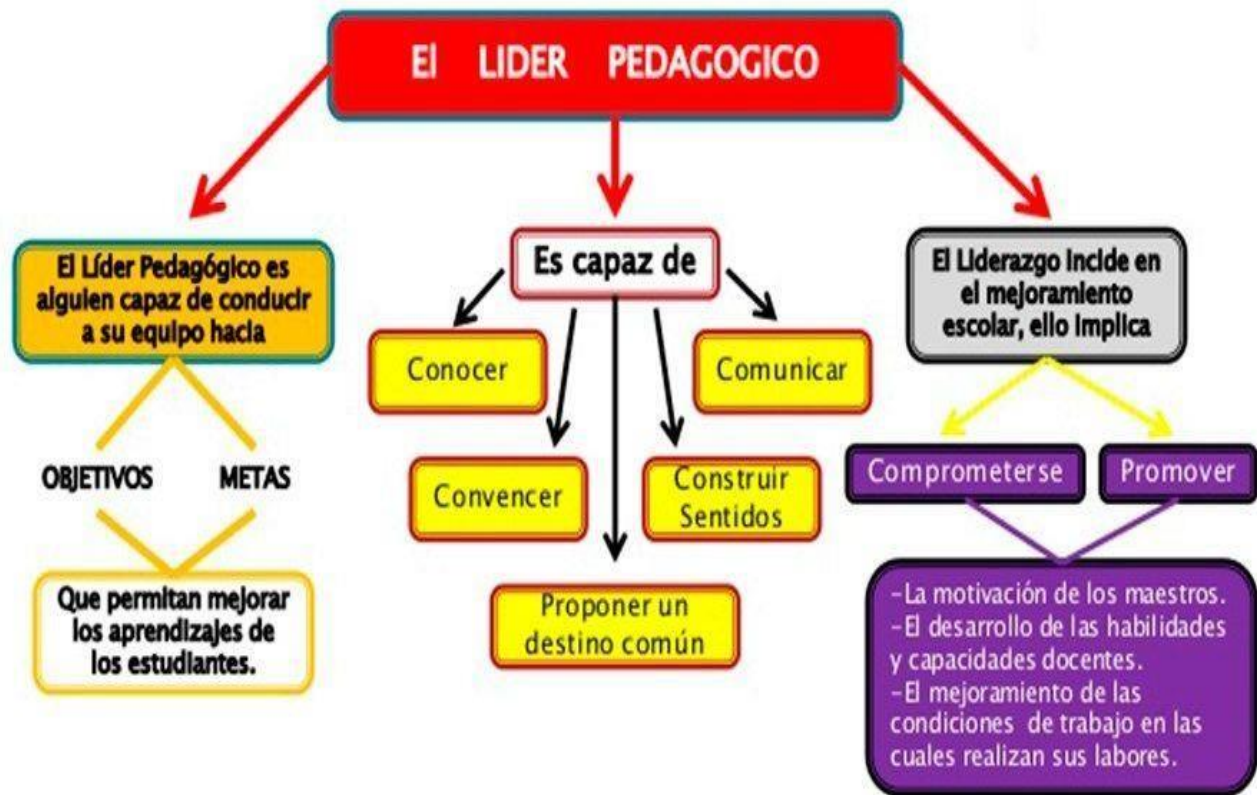 El LIDER PEDAGOGICO
El Líder Pedagógico es
alguien capaz de conducir
a su equipo hacia
OBJETIVOS
METAS
Que permitan mejorar
los aprendizajes de
los estudiantes.
Es capaz de
Conocer
Comunicar
Convencer
Construir
Sentidos
Proponer un
destino común
El Liderazgo incide en
el mejoramiento
escolar, ello implica
Comprometerse
Promover
-La motivación de los maestros.
-El desarrollo de las habilidades
y capacidades docentes.
-El mejoramiento de las
condiciones de trabajo en las
cuales realizan sus labores.